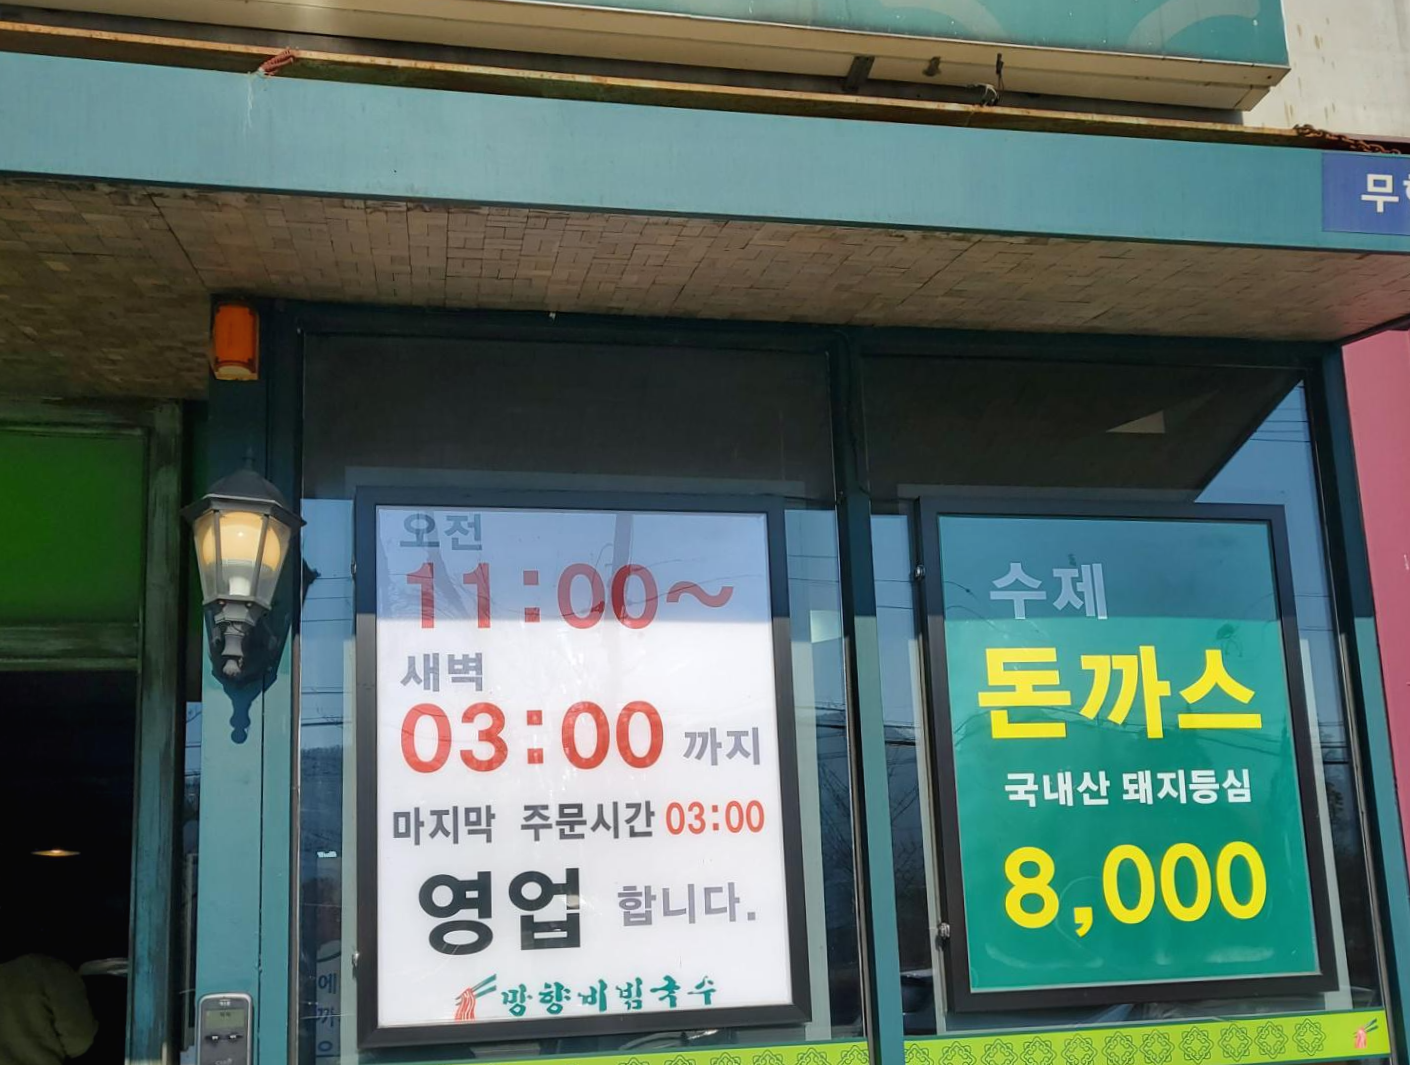 오전
11:00~
새벽
03:00 까지
마지막 주문시간 03:00
영업 합니다.
망향비빔국수
수제
돈까스
국내산 돼지등심
8,000
무